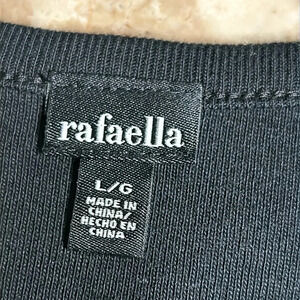 rafaella
L/G
MADE IN
CHINA/
HECHO EN
CHINA